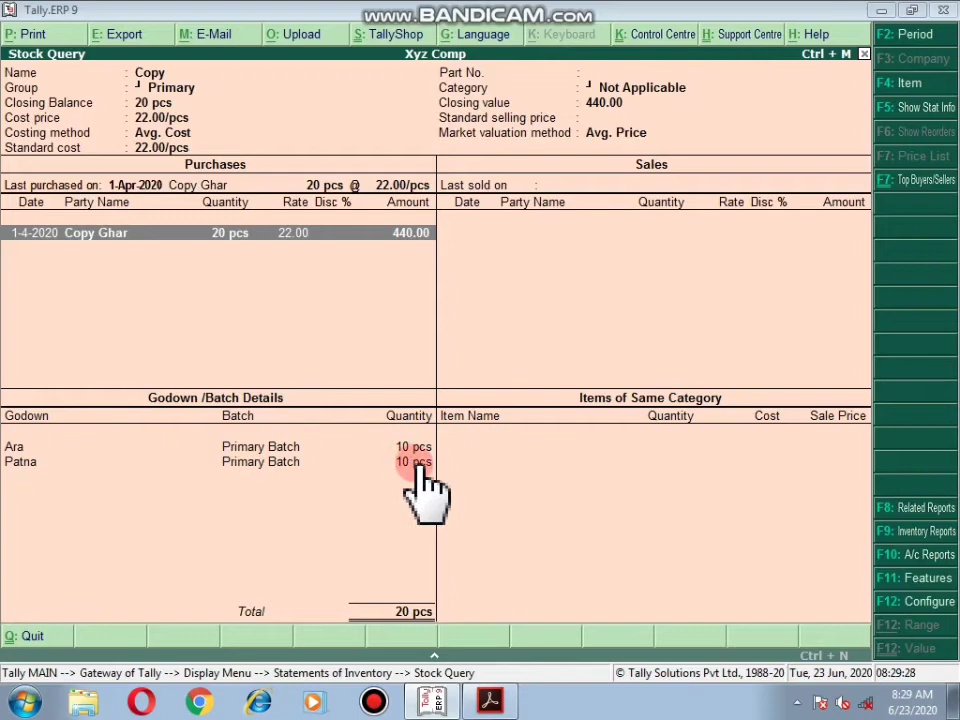 Tally.ERP 9
www.BANDICAM.com
P: Print E: Export M: E-Mail O: Upload S: TallyShop G: Language K: Keyboard K: Control Centre H: Support Centre H: Help
Stock Query Xyz Comp Ctrl + M
Name : Copy
Group : ┘ Primary
Closing Balance : 20 pcs
Cost price : 22.00/pcs
Costing method : Avg. Cost
Standard cost : 22.00/pcs
Part No. :
Category : ┘ Not Applicable
Closing value : 440.00
Standard selling price :
Market valuation method : Avg. Price
Purchases
Last purchased on: 1-Apr-2020 Copy Ghar 20 pcs @ 22.00/pcs
Date Party Name Quantity Rate Disc % Amount
1-4-2020 Copy Ghar 20 pcs 22.00 440.00
Sales
Last sold on :
Date Party Name Quantity Rate Disc % Amount
Godown /Batch Details
Godown Batch Quantity
Ara Primary Batch 10 pcs
Patna Primary Batch 10 pcs
Total 20 pcs
Items of Same Category
Item Name Quantity Cost Sale Price
F2: Period
F3: Company
F4: Item
F5: Show Stat Info
F6: Show Reorders
F7: Price List
F7: Top Buyers/Sellers
F8: Related Reports
F9: Inventory Reports
F10: A/c Reports
F11: Features
F12: Configure
F12: Range
F12: Value
Q: Quit
Ctrl + N
Tally MAIN --> Gateway of Tally --> Display Menu --> Statements of Inventory --> Stock Query © Tally Solutions Pvt Ltd., 1988-20 Tue, 23 Jun, 2020 08:29:28
Tally
ERP 9
8:29 AM
6/23/2020